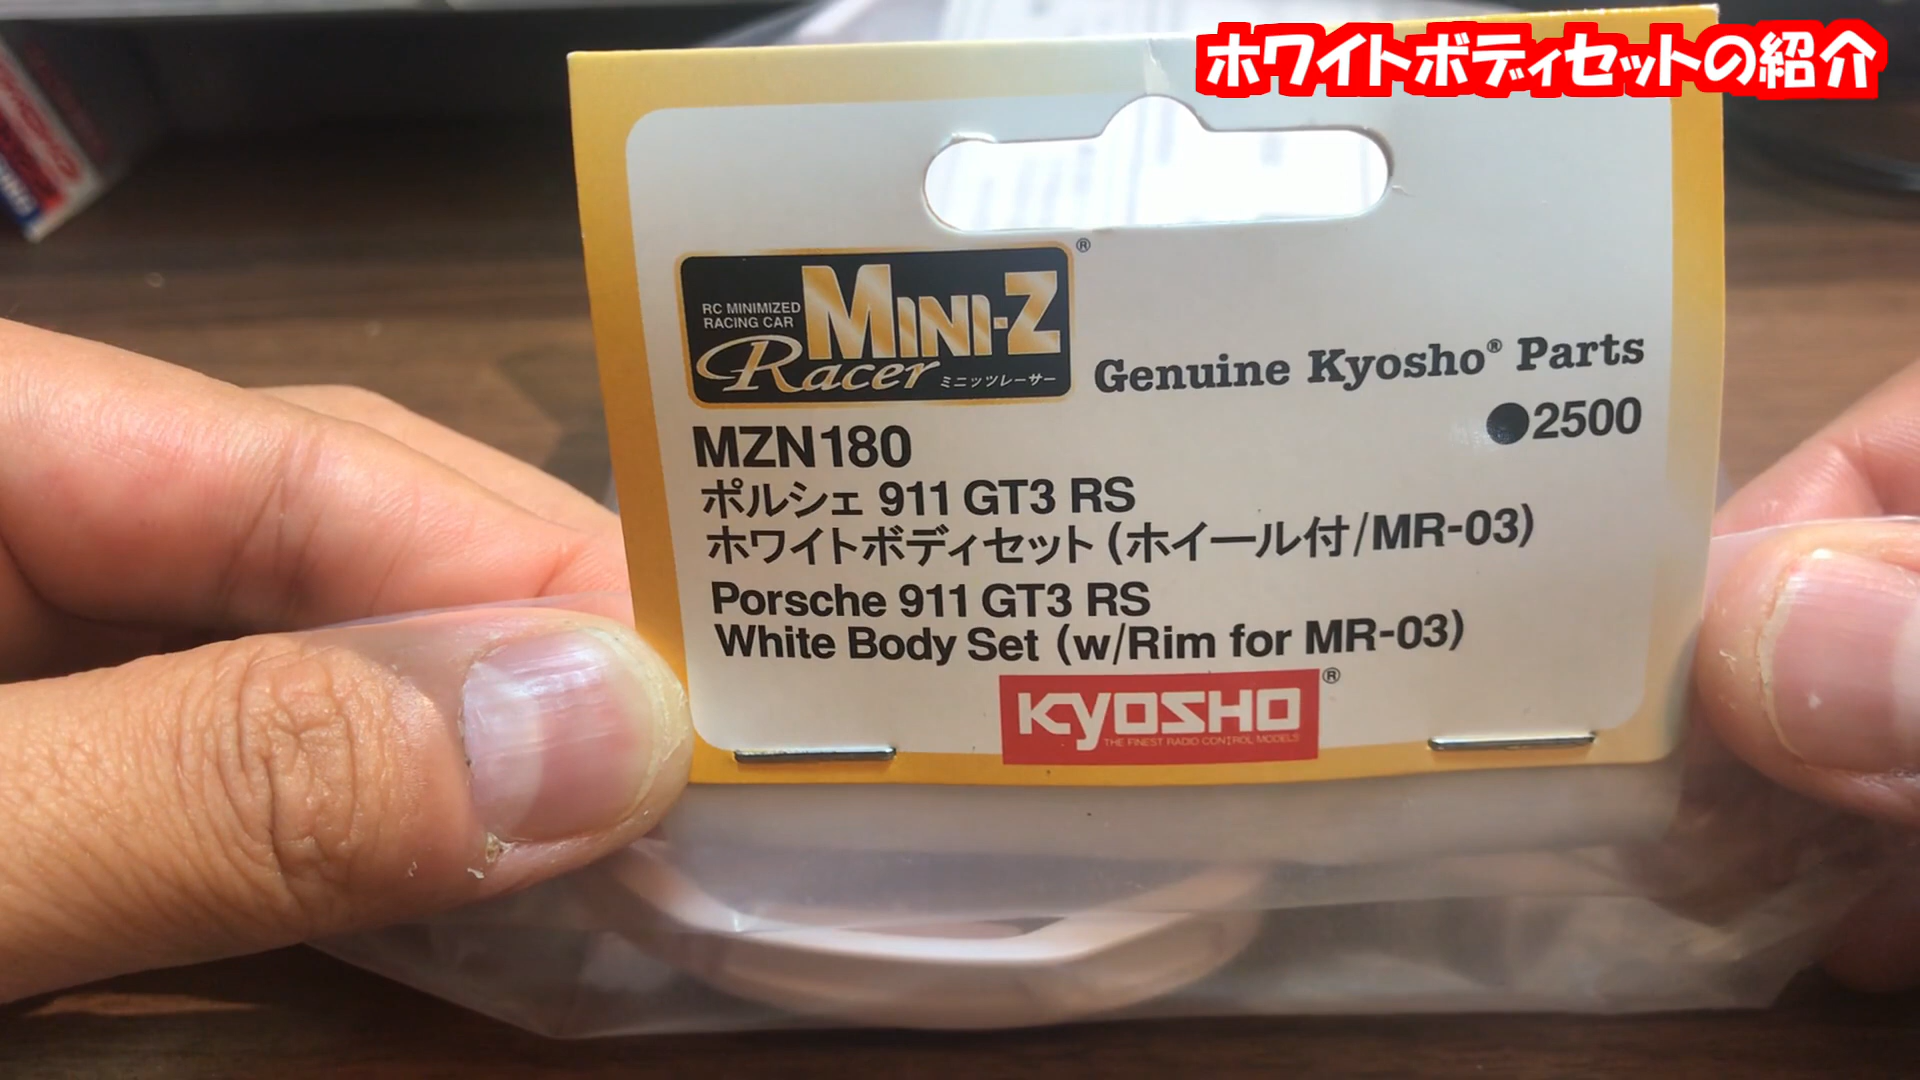 ホワイトボディセットの紹介
RC MINIMIZED
RACING CAR
MINI-Z
Racer
ミニッツレーサー
®
Genuine Kyosho® Parts
●2500
MZN180
ポルシェ 911 GT3 RS
ホワイトボディセット (ホイール付/MR-03)
Porsche 911 GT3 RS
White Body Set (w/Rim for MR-03)
KYOSHO ®
THE FINEST RADIO CONTROL MODELS